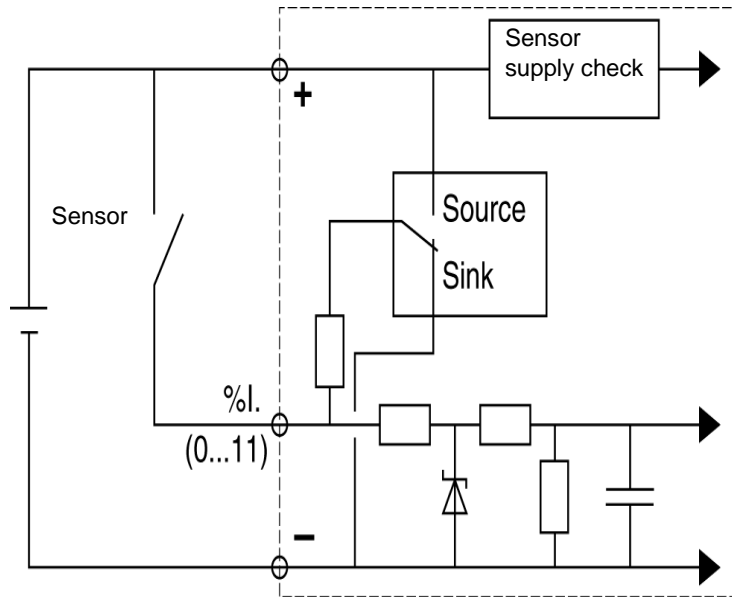 Sensor
supply check
+
Source
Sensor
Sink
%I.
(0...11)
−